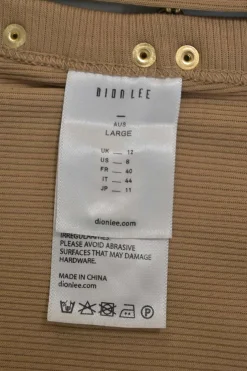 DION LEE
AUS
LARGE
UK — 12
US — 8
FR — 40
IT — 44
JP — 11
dionlee.com
IRREGULARITIES.
PLEASE AVOID ABRASIVE
SURFACES THAT MAY DAMAGE
HARDWARE.
MADE IN CHINA
dionlee.com
P